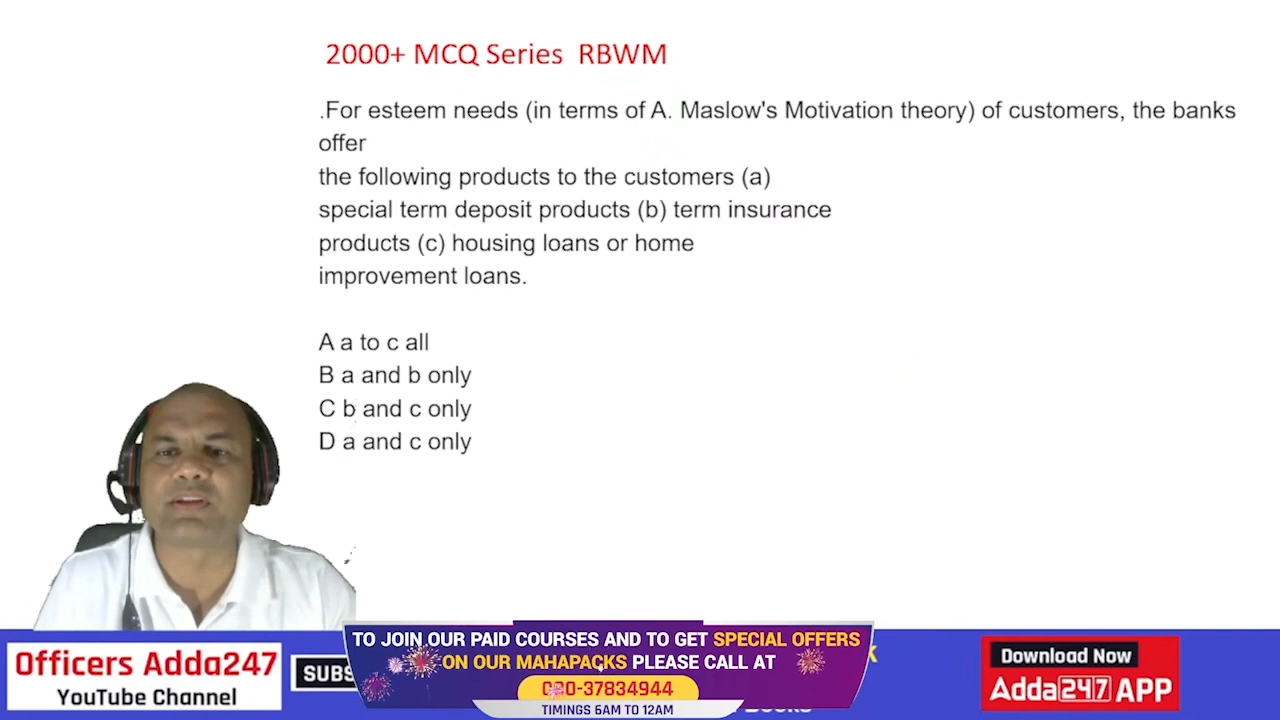 2000+ MCQ Series RBWM
.For esteem needs (in terms of A. Maslow's Motivation theory) of customers, the banks
offer
the following products to the customers (a)
special term deposit products (b) term insurance
products (c) housing loans or home
improvement loans.
A a to c all
B a and b only
C b and c only
D a and c only
Officers Adda247
YouTube Channel
SUBS
TO JOIN OUR PAID COURSES AND TO GET SPECIAL OFFERS
ON OUR MAHAPACKS PLEASE CALL AT
080-37834944
TIMINGS 6AM TO 12AM
Download Now
Adda247 APP